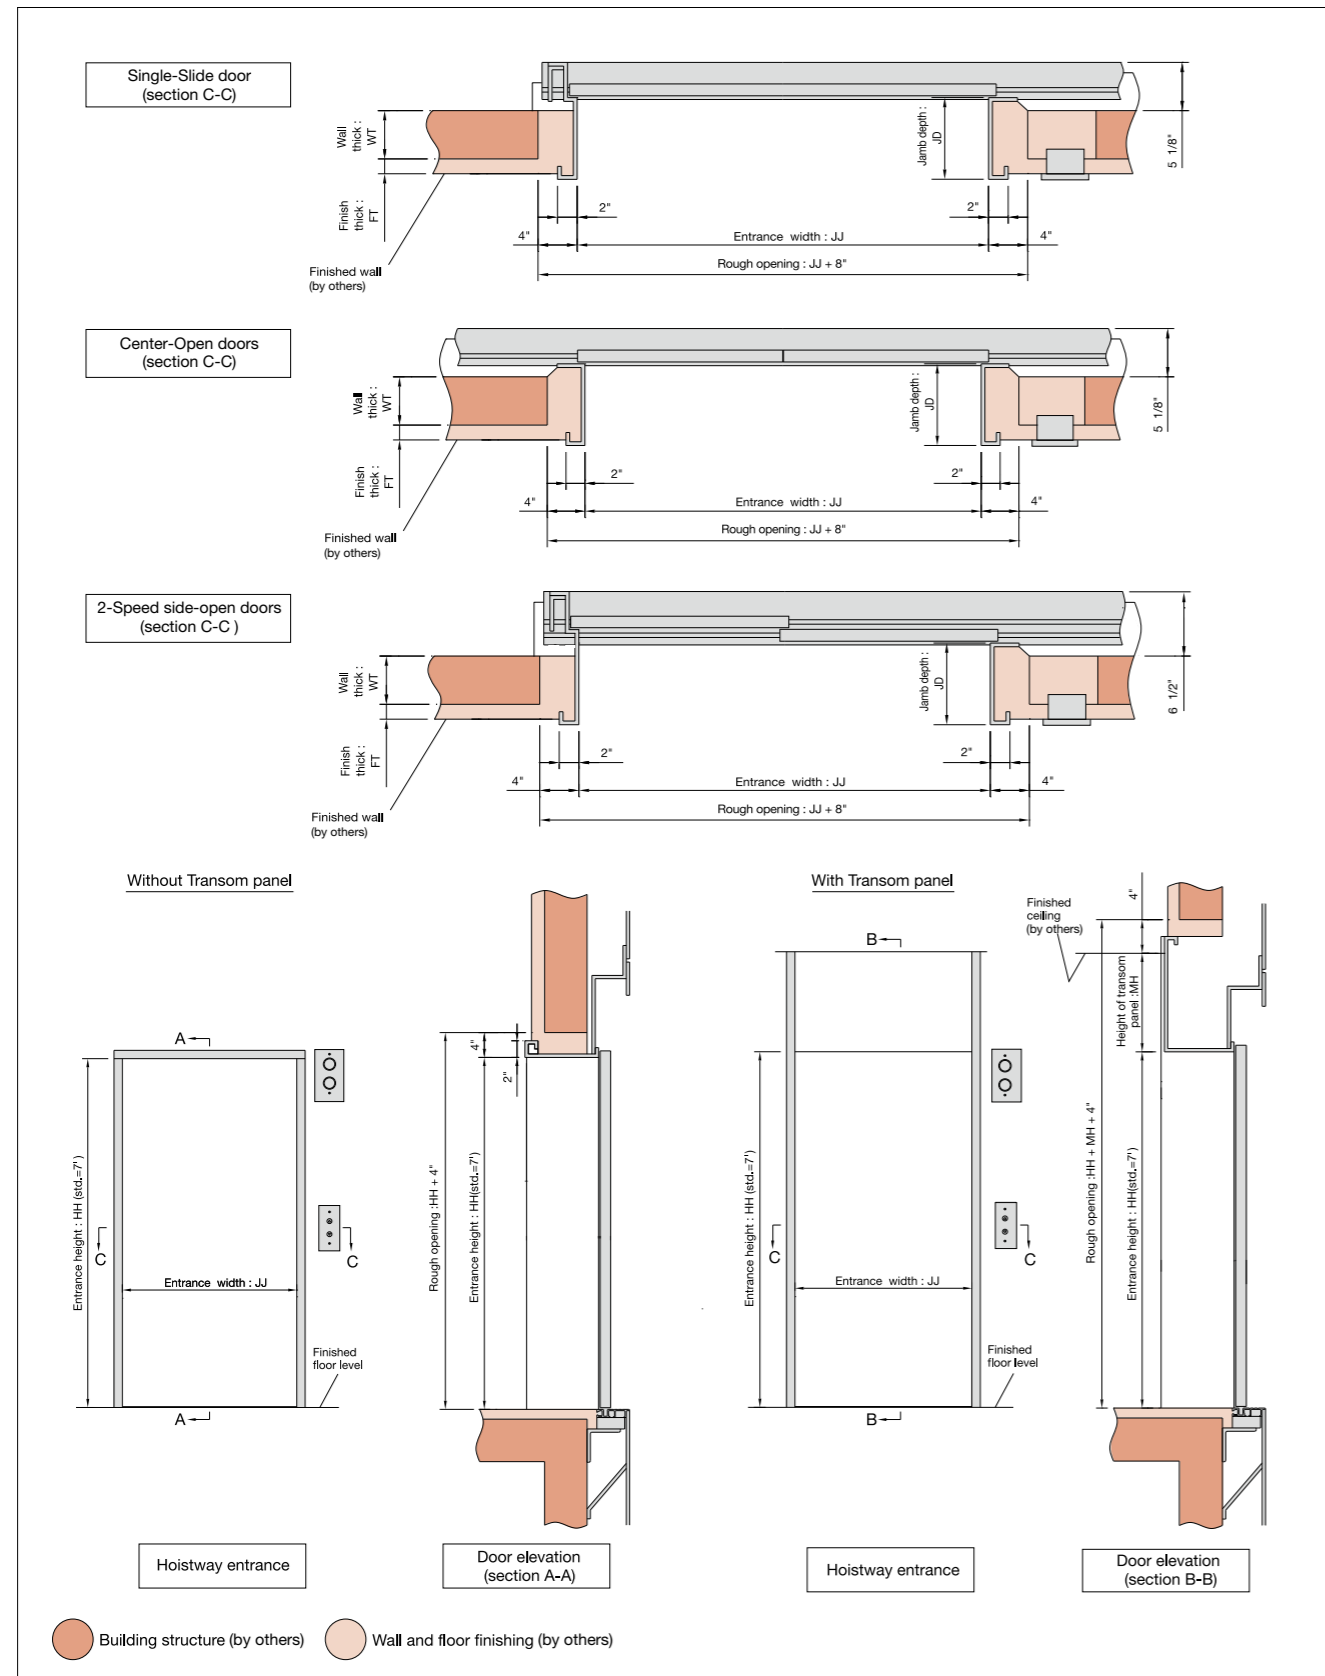 Single-Slide door
(section C-C)
Wall
thick :
WT
Finish
thick :
FT
Jamb depth :
JD
5 1/8"
2"
2"
4"
Entrance width : JJ
4"
Rough opening : JJ + 8"
Finished wall
(by others)
Center-Open doors
(section C-C)
Wall
thick :
WT
Finish
thick :
FT
Jamb depth :
JD
5 1/8"
2"
2"
4"
Entrance width : JJ
4"
Rough opening : JJ + 8"
Finished wall
(by others)
2-Speed side-open doors
(section C-C )
Wall
thick :
WT
Finish
thick :
FT
Jamb depth :
JD
6 1/2"
2"
2"
4"
Entrance width : JJ
4"
Rough opening : JJ + 8"
Finished wall
(by others)
Without Transom panel
A
Entrance height : HH (std.=7')
C
C
Entrance width : JJ
Finished
floor level
A
4"
2"
Rough opening :HH + 4"
Entrance height : HH(std.=7')
With Transom panel
B
Entrance height : HH (std.=7')
C
C
Entrance width : JJ
Finished
floor level
B
Finished
ceiling
(by others)
4"
Height of transom
panel :MH
Rough opening :HH + MH + 4"
Entrance height : HH(std.=7')
Hoistway entrance
Door elevation
(section A-A)
Hoistway entrance
Door elevation
(section B-B)
Building structure (by others)
Wall and floor finishing (by others)